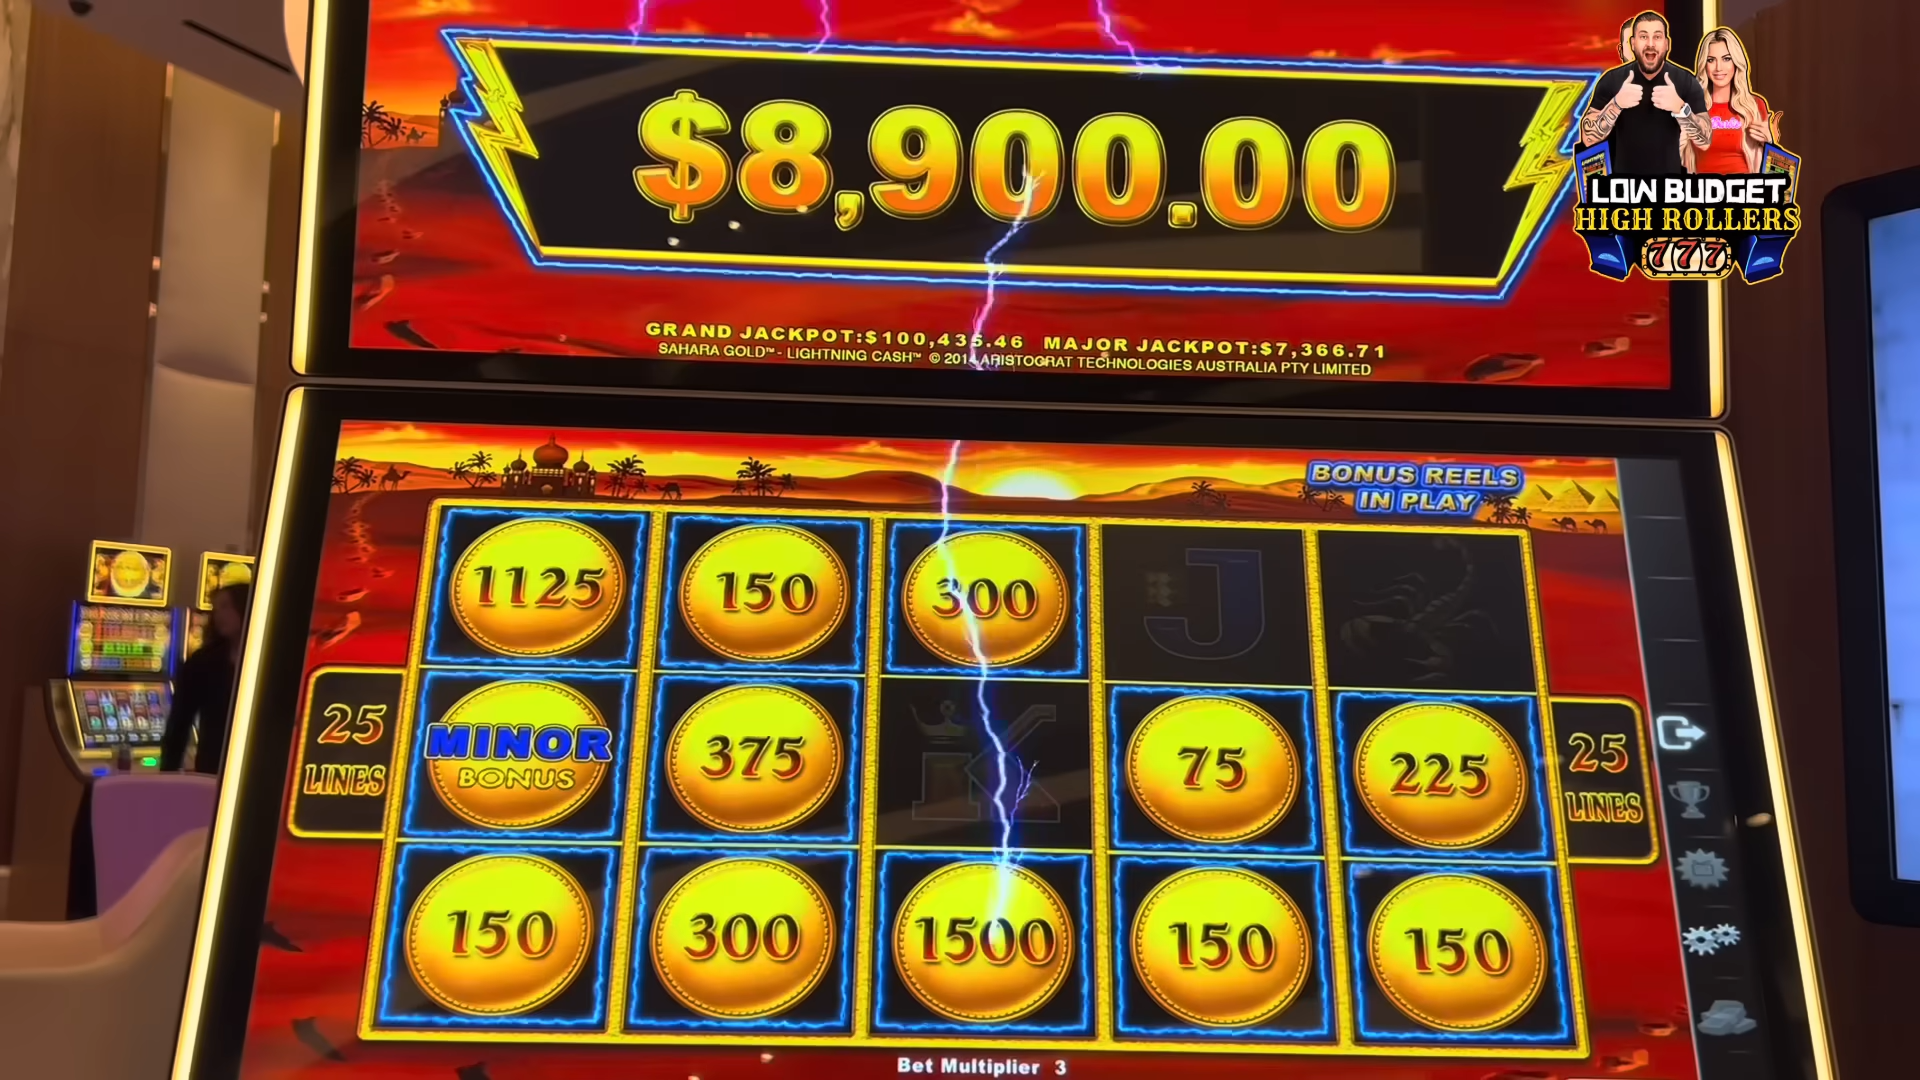 $8,900.00
LOW BUDGET
HIGH ROLLERS
777
GRAND JACKPOT:$100,435.46 MAJOR JACKPOT:$7,366.71
SAHARA GOLD™ - LIGHTNING CASH™ © 2014 ARISTOCRAT TECHNOLOGIES AUSTRALIA PTY LIMITED
BONUS REELS
IN PLAY
1125 150 300 J
25
LINES
MINOR
BONUS
375 K 75 225
25
LINES
150 300 1500 150 150
Bet Multiplier 3